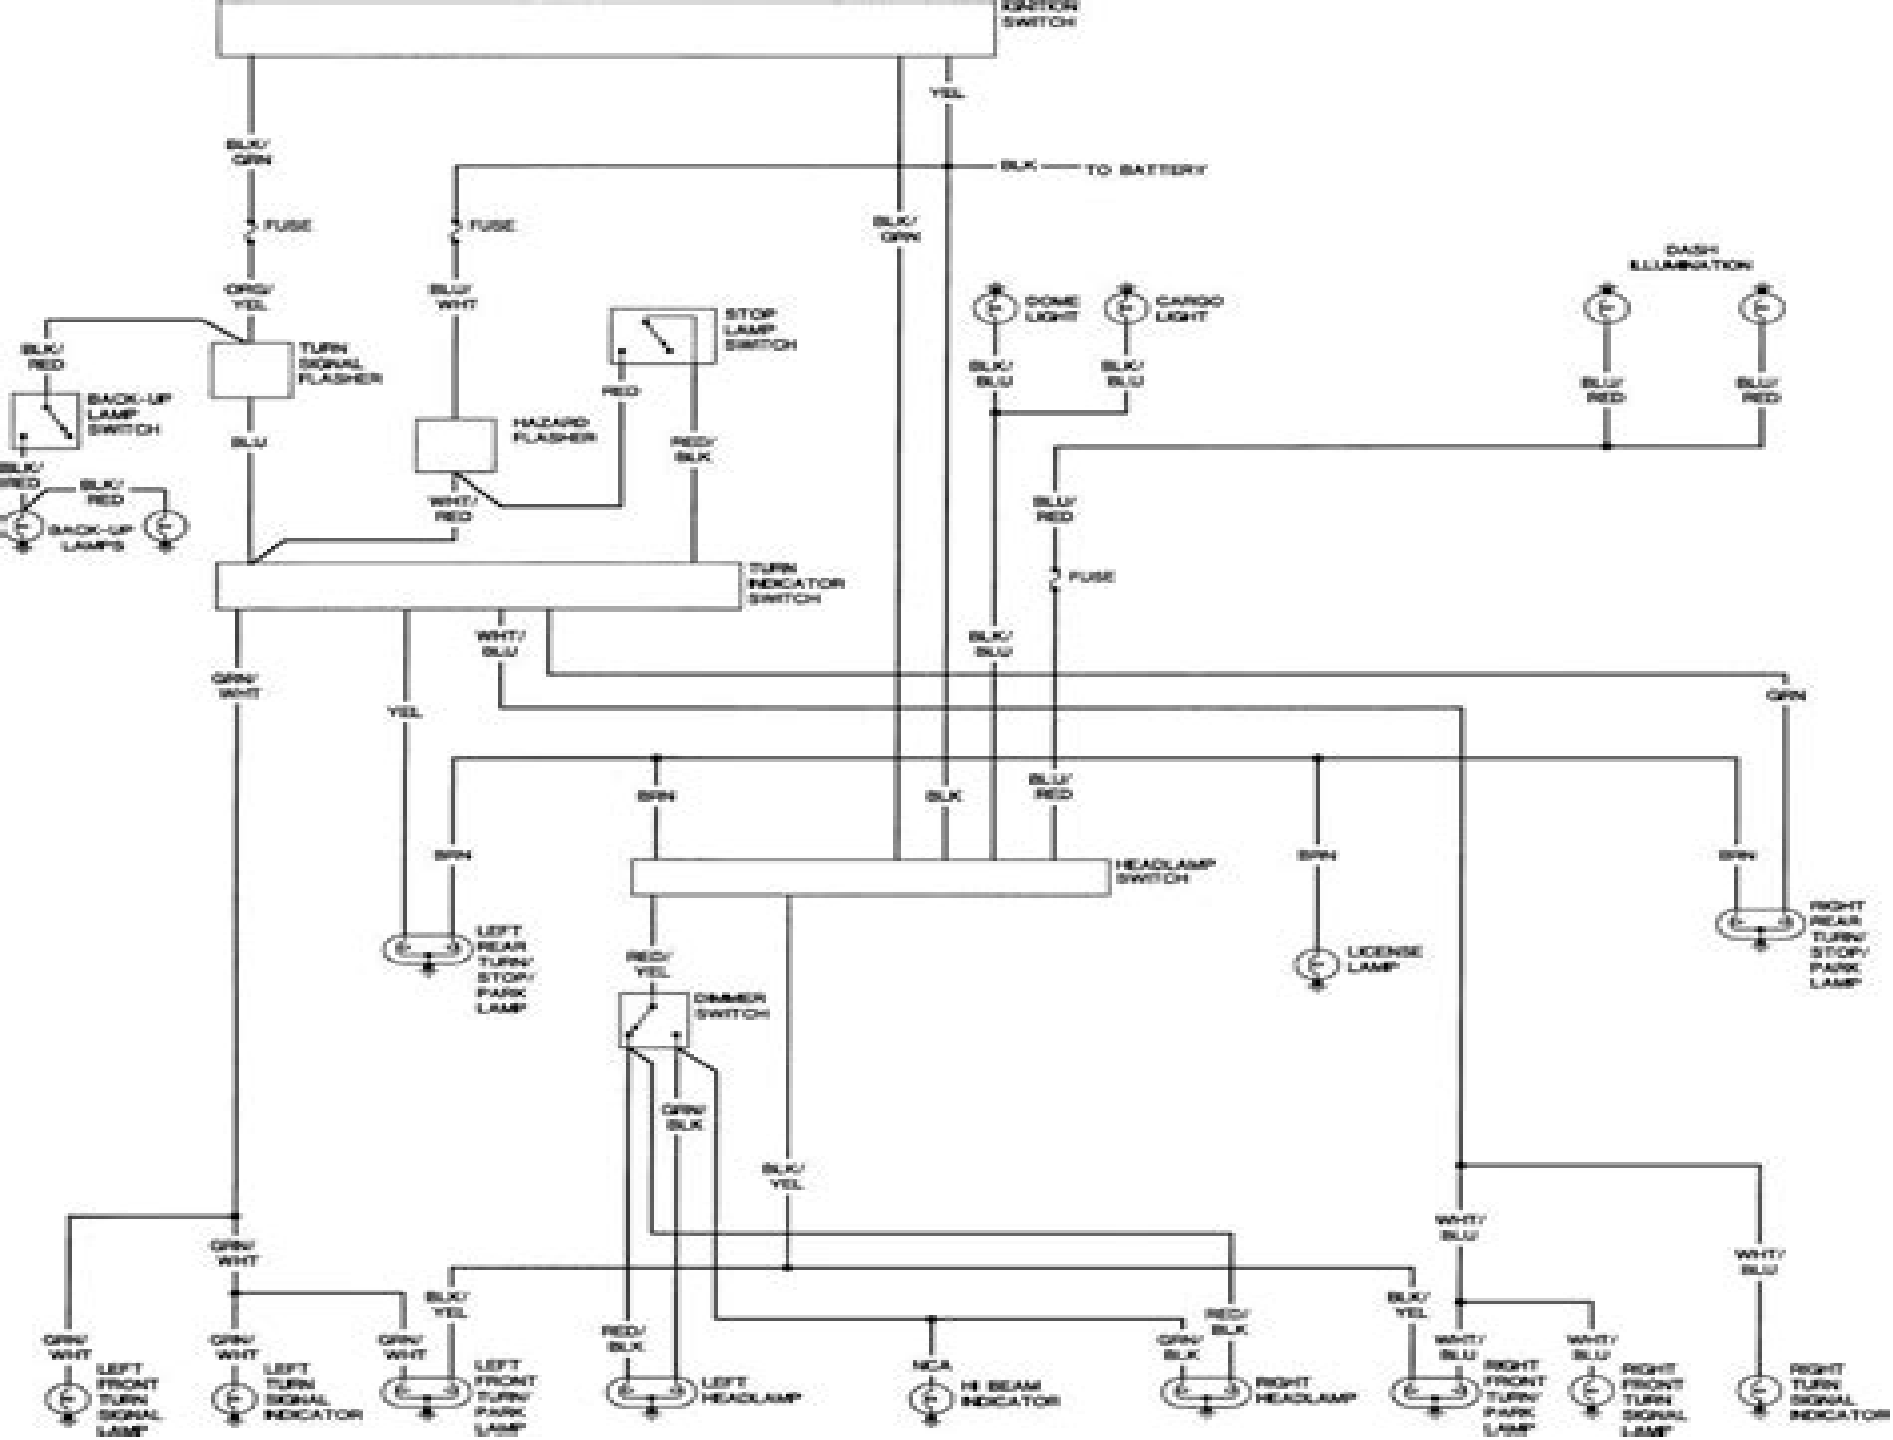 IGNITION
SWITCH
YEL
BLK/
GRN
BLK
TO BATTERY
FUSE
FUSE
BLK/
GRN
DASH
ILLUMINATION
ORG/
YEL
BLU/
WHT
DOME
LIGHT
CARGO
LIGHT
STOP
LAMP
SWITCH
BLK/
RED
TURN
SIGNAL
FLASHER
BLK/
BLU
BLK/
BLU
RED
BLU/
RED
BLU/
RED
BACK-UP
LAMP
SWITCH
BLU
HAZARD
FLASHER
RED/
BLK
BLK/
RED
BLK/
RED
WHT/
RED
BLU/
RED
BACK-UP
LAMPS
TURN
INDICATOR
SWITCH
FUSE
WHT/
BLU
BLK/
BLU
GRN/
WHT
YEL
GRN
BRN
BLK
BLU/
RED
BRN
BRN
BRN
HEADLAMP
SWITCH
LEFT
REAR
TURN/
STOP/
PARK
LAMP
RED/
YEL
LICENSE
LAMP
RIGHT
REAR
TURN/
STOP/
PARK
LAMP
DIMMER
SWITCH
GRN/
BLK
BLK/
YEL
GRN/
WHT
WHT/
BLU
WHT/
BLU
BLK/
YEL
BLK/
YEL
GRN/
WHT
GRN/
WHT
GRN/
WHT
RED/
BLK
NCA
GRN/
BLK
RED/
BLK
WHT/
BLU
WHT/
BLU
LEFT
FRONT
TURN
SIGNAL
LAMP
LEFT
TURN
SIGNAL
INDICATOR
LEFT
FRONT
TURN/
PARK
LAMP
LEFT
HEADLAMP
HI BEAM
INDICATOR
RIGHT
HEADLAMP
RIGHT
FRONT
TURN/
PARK
LAMP
RIGHT
FRONT
TURN
SIGNAL
LAMP
RIGHT
TURN
SIGNAL
INDICATOR